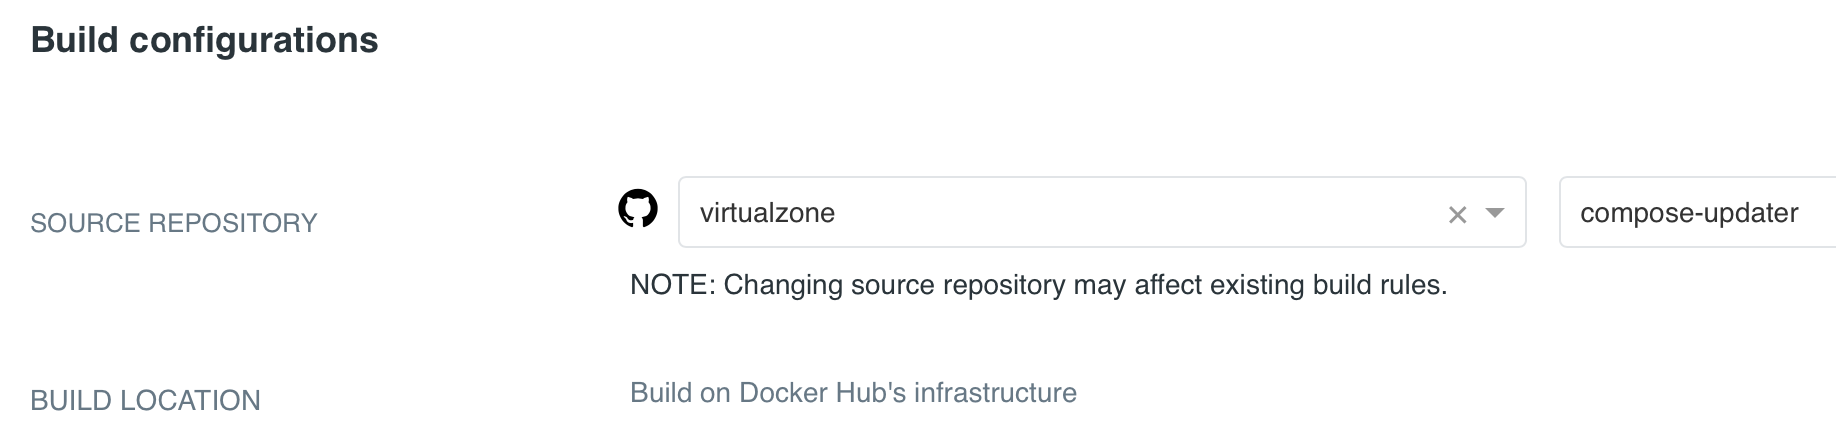 Build configurations
SOURCE REPOSITORY
virtualzone
compose-updater
NOTE: Changing source repository may affect existing build rules.
BUILD LOCATION
Build on Docker Hub's infrastructure